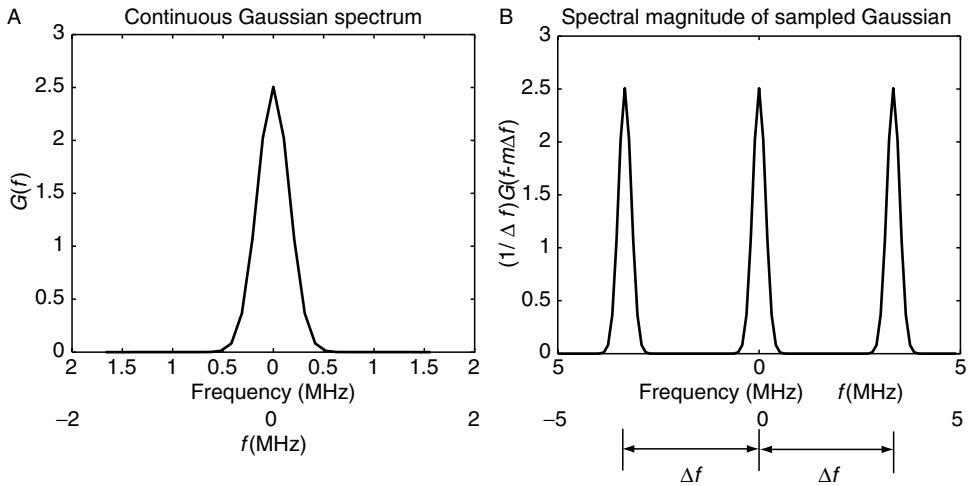 A
Continuous Gaussian spectrum
3
2.5
2
1.5
1
0.5
0
G(f)
2 1.5 1 0.5 0 0.5 1 1.5 2
Frequency (MHz)
−2 0 2
f(MHz)
B
Spectral magnitude of sampled Gaussian
3
2.5
2
1.5
1
0.5
0
(1/ Δ f)G(f-mΔf)
5 0 5
Frequency (MHz) f(MHz)
−5 0 5
Δf Δf